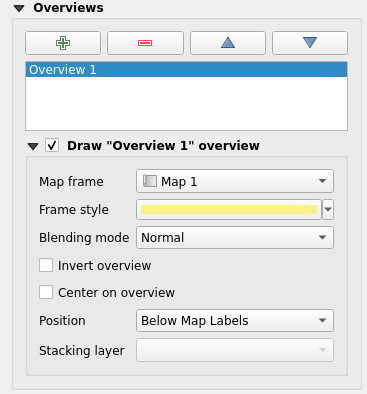 Overviews
Overview 1
Draw "Overview 1" overview
Map frame Map 1
Frame style
Blending mode Normal
Invert overview
Center on overview
Position Below Map Labels
Stacking layer